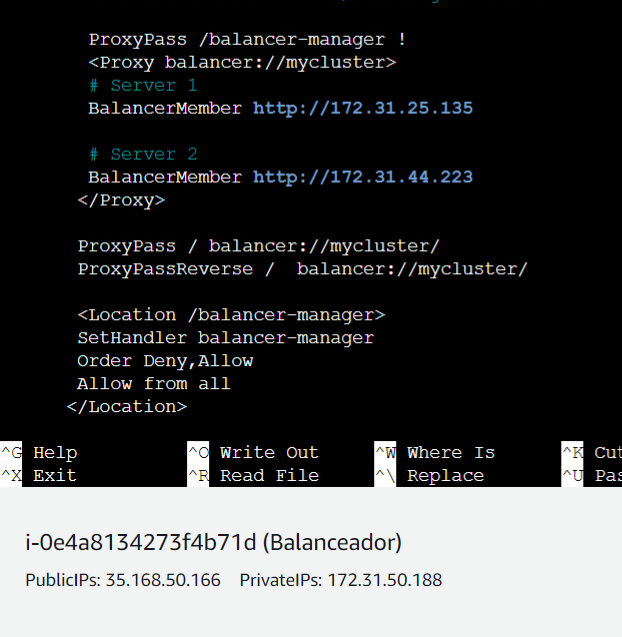 ProxyPass /balancer-manager !
<Proxy balancer://mycluster>
# Server 1
BalancerMember http://172.31.25.135
# Server 2
BalancerMember http://172.31.44.223
</Proxy>
ProxyPass / balancer://mycluster/
ProxyPassReverse /  balancer://mycluster/
<Location /balancer-manager>
SetHandler balancer-manager
Order Deny,Allow
Allow from all
</Location>
^G Help ^O Write Out ^W Where Is ^K Cut
^X Exit ^R Read File ^\ Replace ^U Pas
i-0e4a8134273f4b71d (Balanceador)
PublicIPs: 35.168.50.166 PrivateIPs: 172.31.50.188